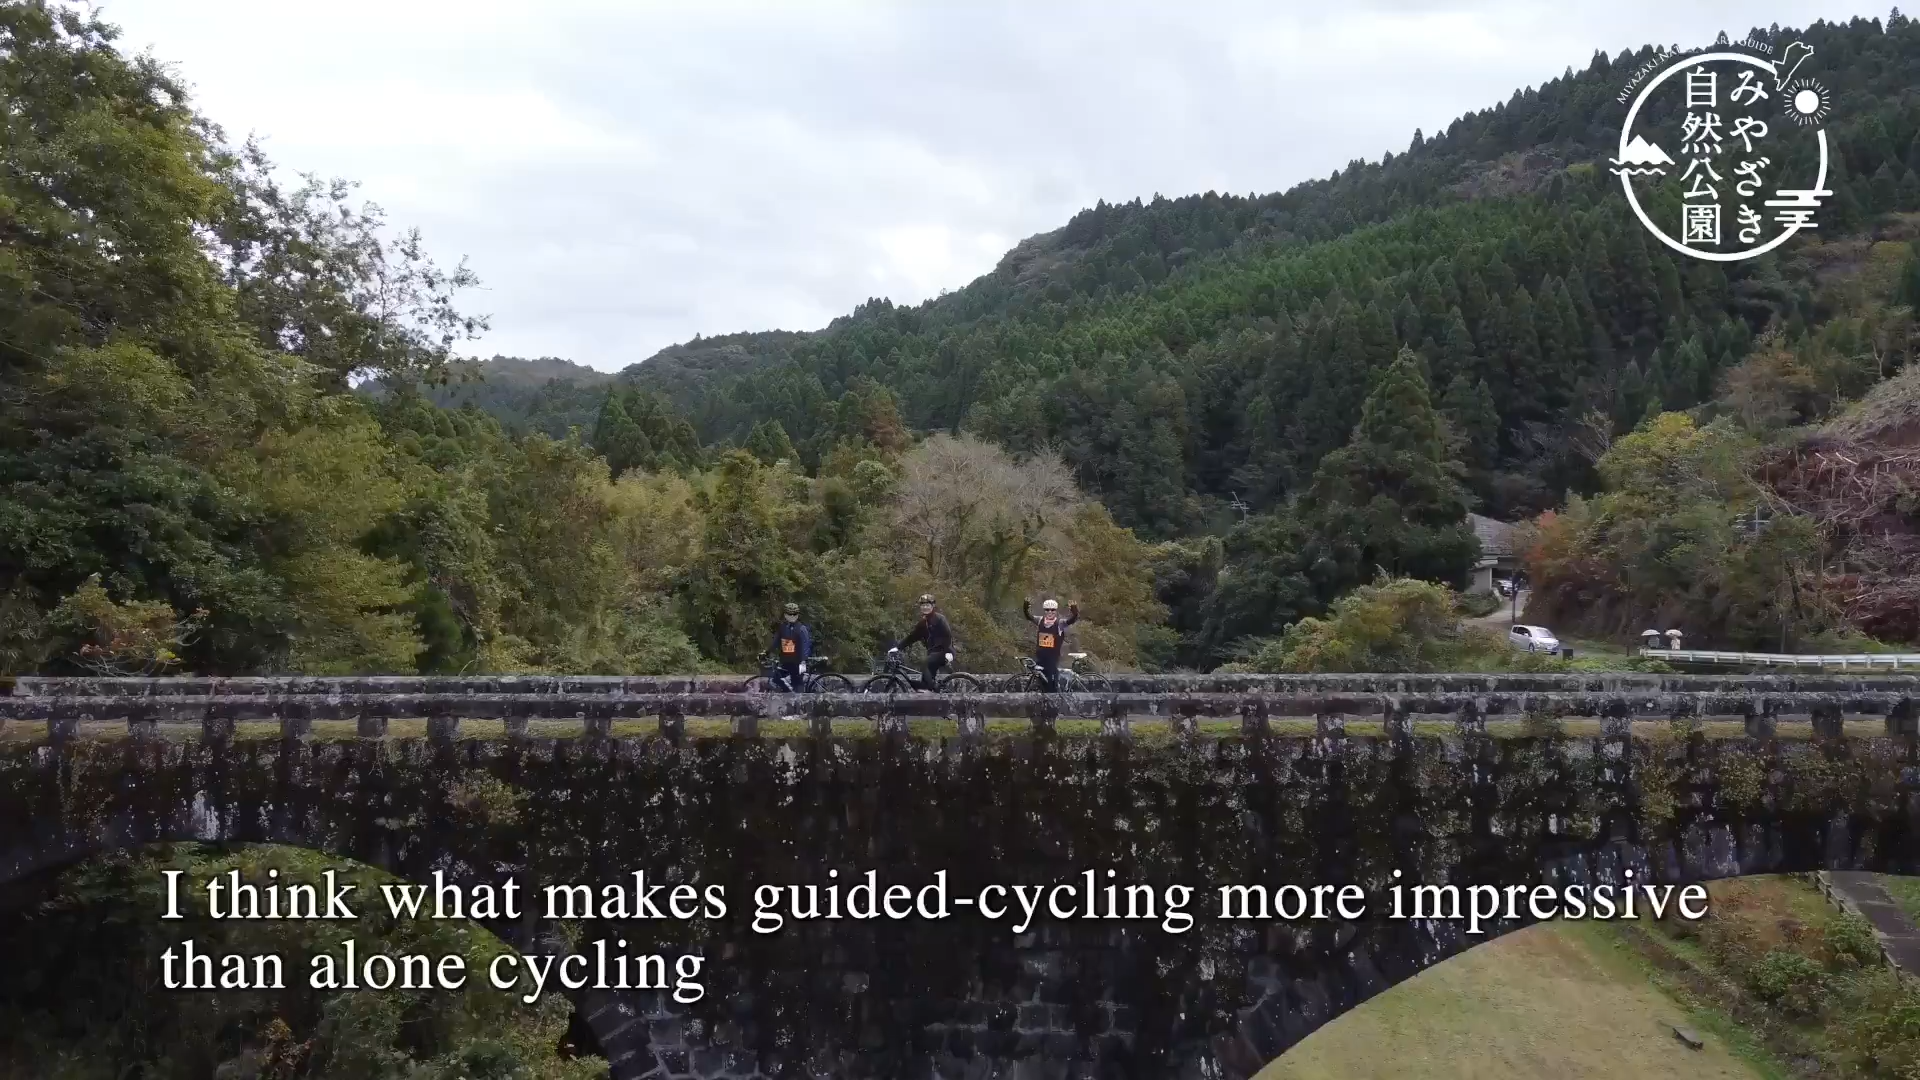 みやざき
自然公園
I think what makes guided-cycling more impressive
than alone cycling